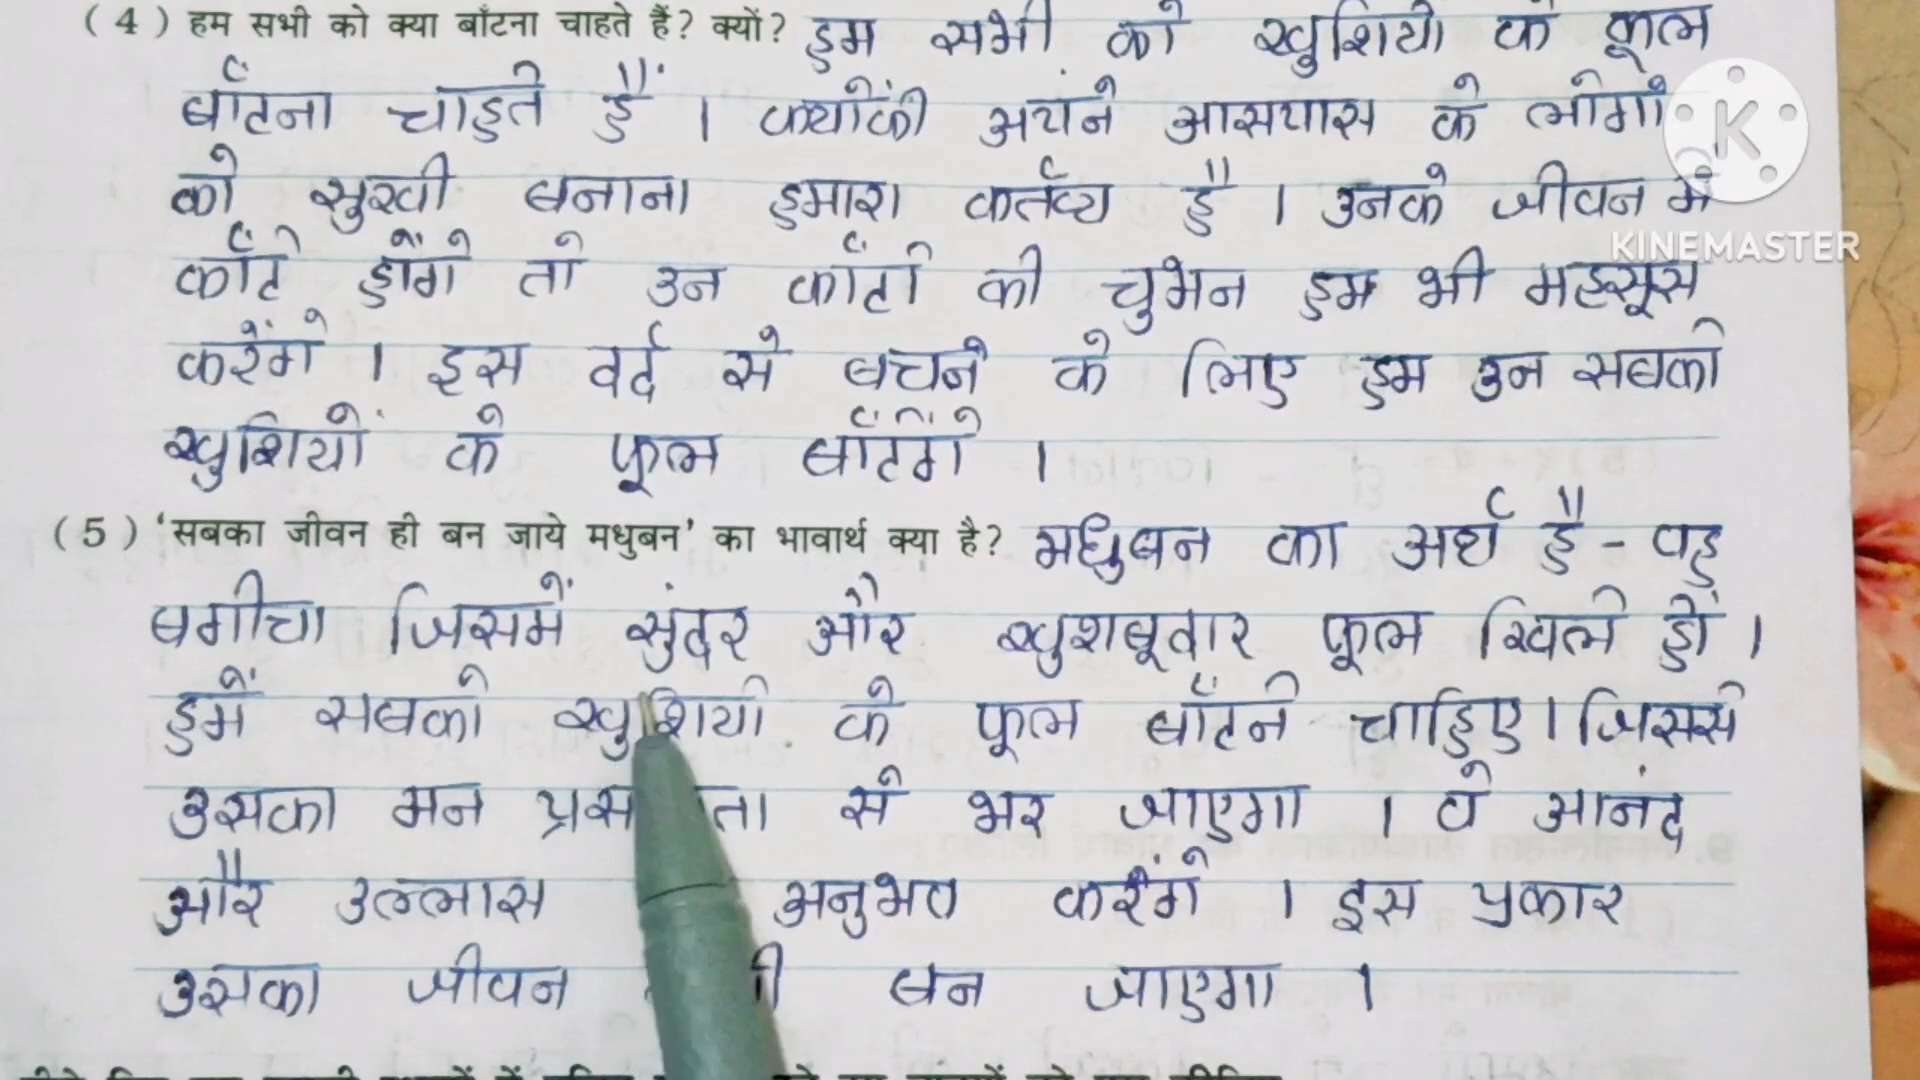 ( 4 ) हम सभी को क्या बाँटना चाहते हैं? क्यों? हम सभी को खुशियों के फूल
बाँटना चाहते हैं । क्योंकी अपने आसपास के लोगो
को सुखी बनाना हमारा कर्तव्य है । उनके जीवन में
KINEMASTER
काँटे होंगे तो उन काँटो की चुभन हम भी महसूस
करेंगे । इस दर्द से बचने के लिए हम उन सबको
खुशियों के फूल बाँटेंगे ।
( 5 ) 'सबका जीवन ही बन जाये मधुबन' का भावार्थ क्या है? मधुबन का अर्थ है - वह
बगीचा जिसमें सुंदर और खुशबूदार फूल खिले हों ।
हमें सबको खुशियों के फूल बाँटने चाहिए । जिससे
उसका मन से भर जाएगा । वे आनंद
और उल्लास अनुभव करेंगे । इस प्रकार
उसका जीवन बन जाएगा ।